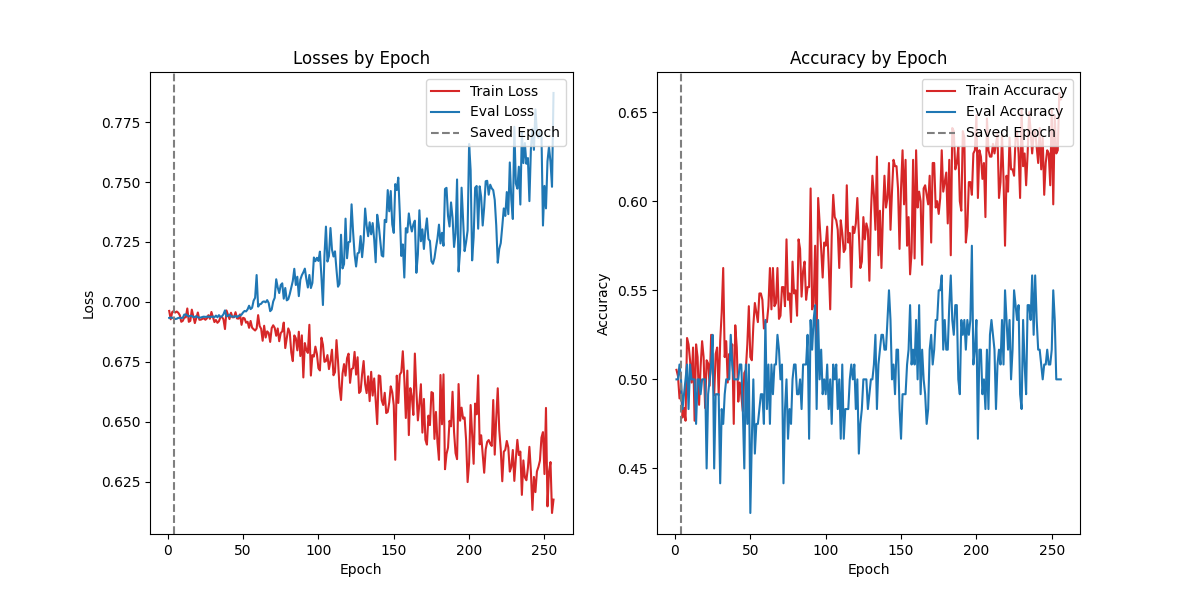 Losses by Epoch
Train Loss
Eval Loss
Saved Epoch
0.775
0.750
0.725
0.700
0.675
0.650
0.625
Loss
0
50
100
150
200
250
Epoch
Accuracy by Epoch
Train Accuracy
Eval Accuracy
Saved Epoch
0.65
0.60
0.55
0.50
0.45
Accuracy
0
50
100
150
200
250
Epoch